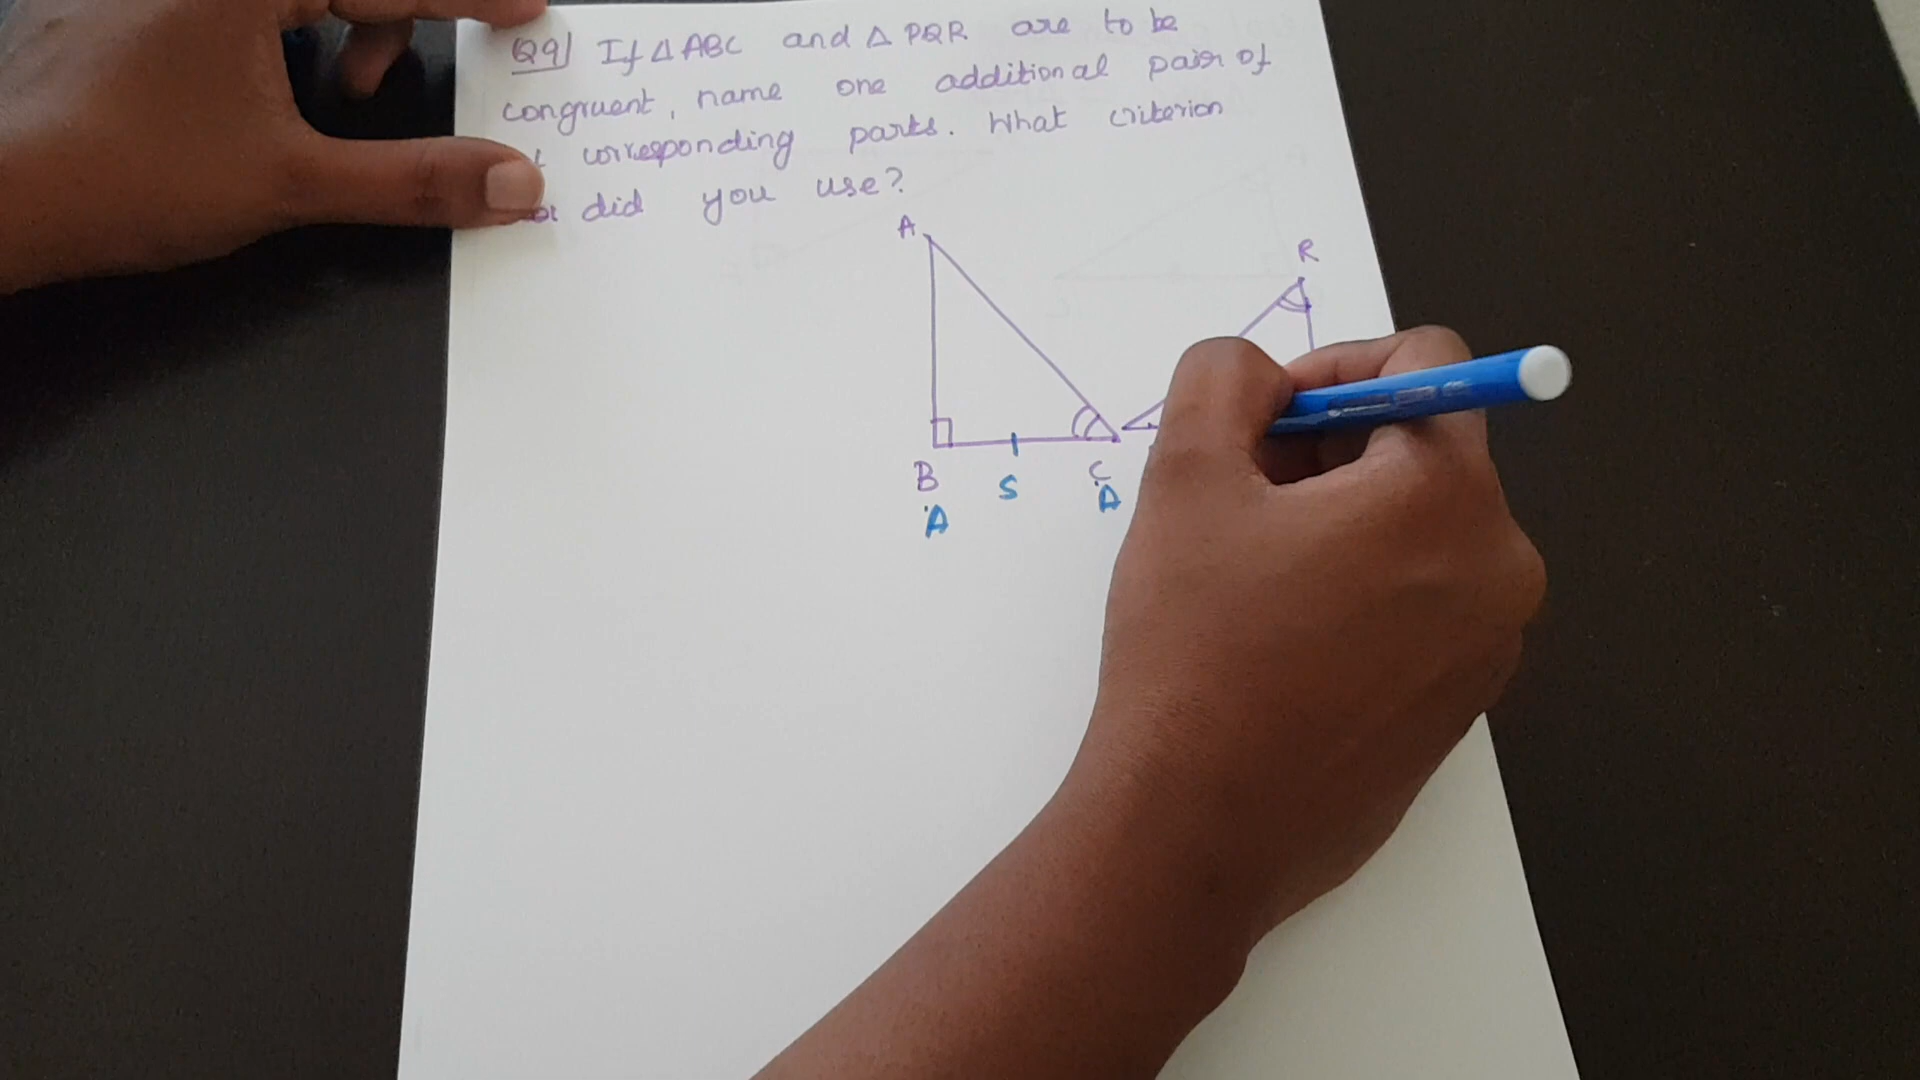 Q9) If △ ABC and △ PQR are to be
congruent, name one additional pair of
corresponding parts. What criterion
did you use?
A
R
B S C
A A